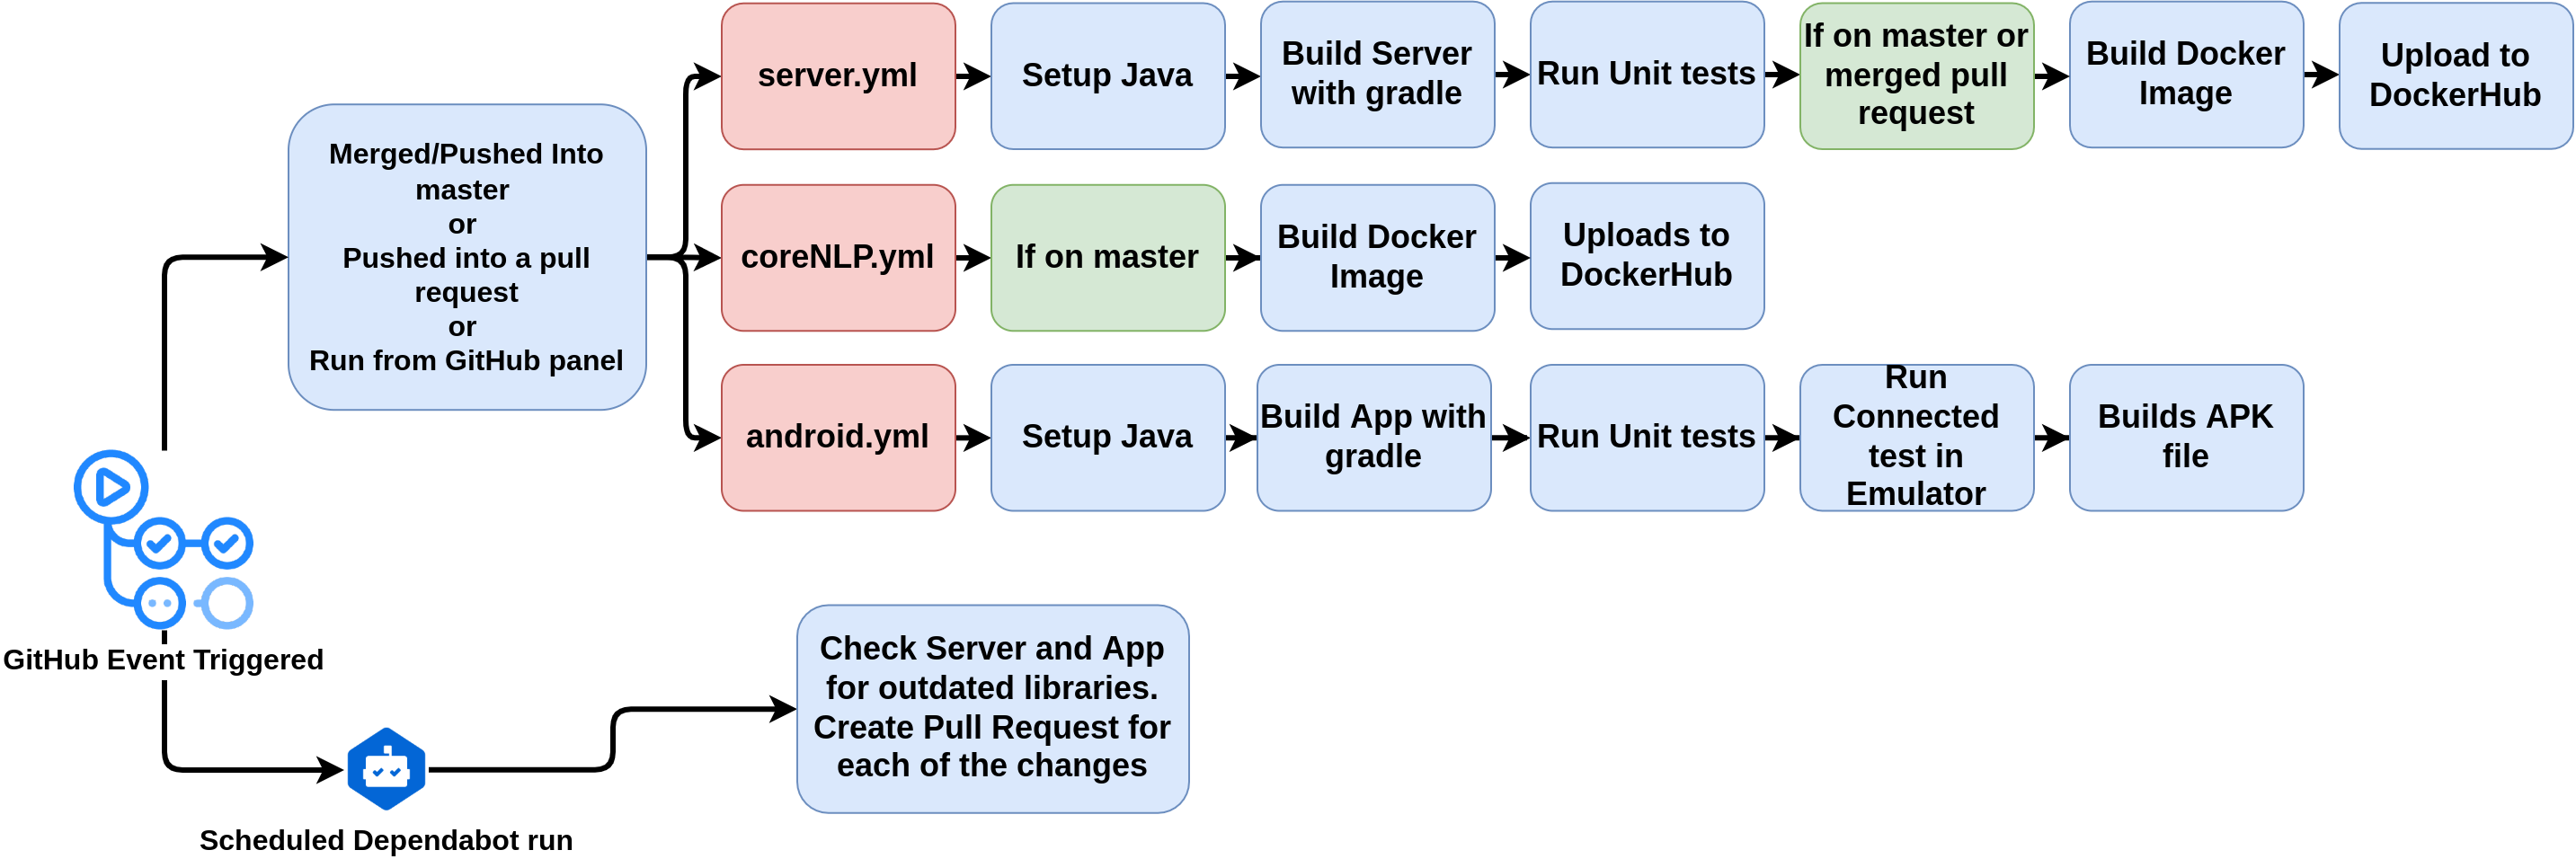 server.yml
Setup Java
Build Server
with gradle
Run Unit tests
If on master or
merged pull
request
Build Docker
Image
Upload to
DockerHub
Merged/Pushed Into
master
or
Pushed into a pull
request
or
Run from GitHub panel
coreNLP.yml
If on master
Build Docker
Image
Uploads to
DockerHub
android.yml
Setup Java
Build App with
gradle
Run Unit tests
Run
Connected
test in
Emulator
Builds APK
file
GitHub Event Triggered
Check Server and App
for outdated libraries.
Create Pull Request for
each of the changes
Scheduled Dependabot run